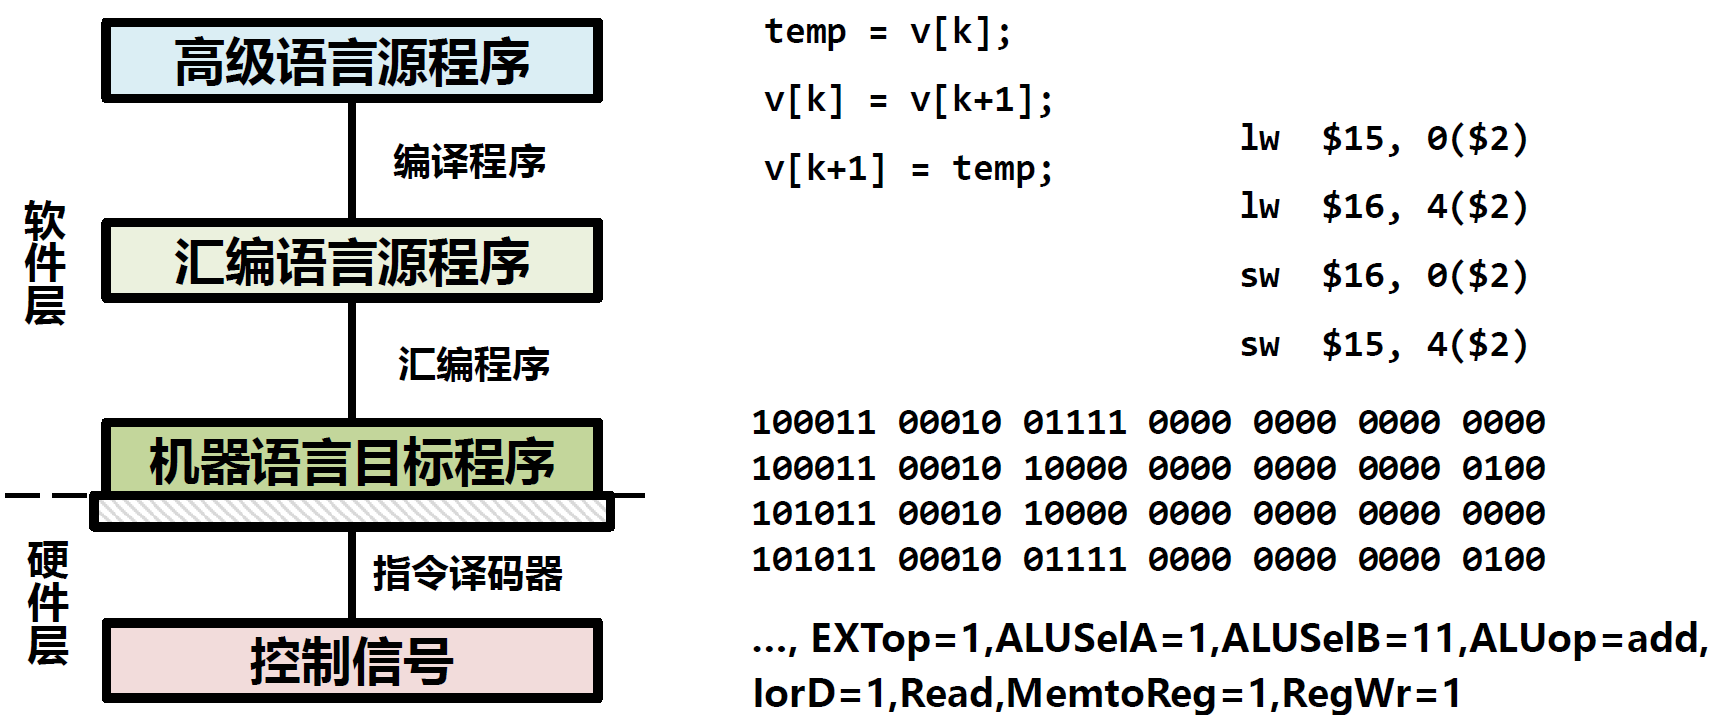 高级语言源程序
编译程序
汇编语言源程序
汇编程序
机器语言目标程序
指令译码器
控制信号
软件层
硬件层
temp = v[k];
v[k] = v[k+1];
v[k+1] = temp;
lw $15, 0($2)
lw $16, 4($2)
sw $16, 0($2)
sw $15, 4($2)
100011 00010 01111 0000 0000 0000 0000
100011 00010 10000 0000 0000 0000 0100
101011 00010 10000 0000 0000 0000 0000
101011 00010 01111 0000 0000 0000 0100
..., EXTop=1,ALUSelA=1,ALUSelB=11,ALUop=add,
IorD=1,Read,MemtoReg=1,RegWr=1